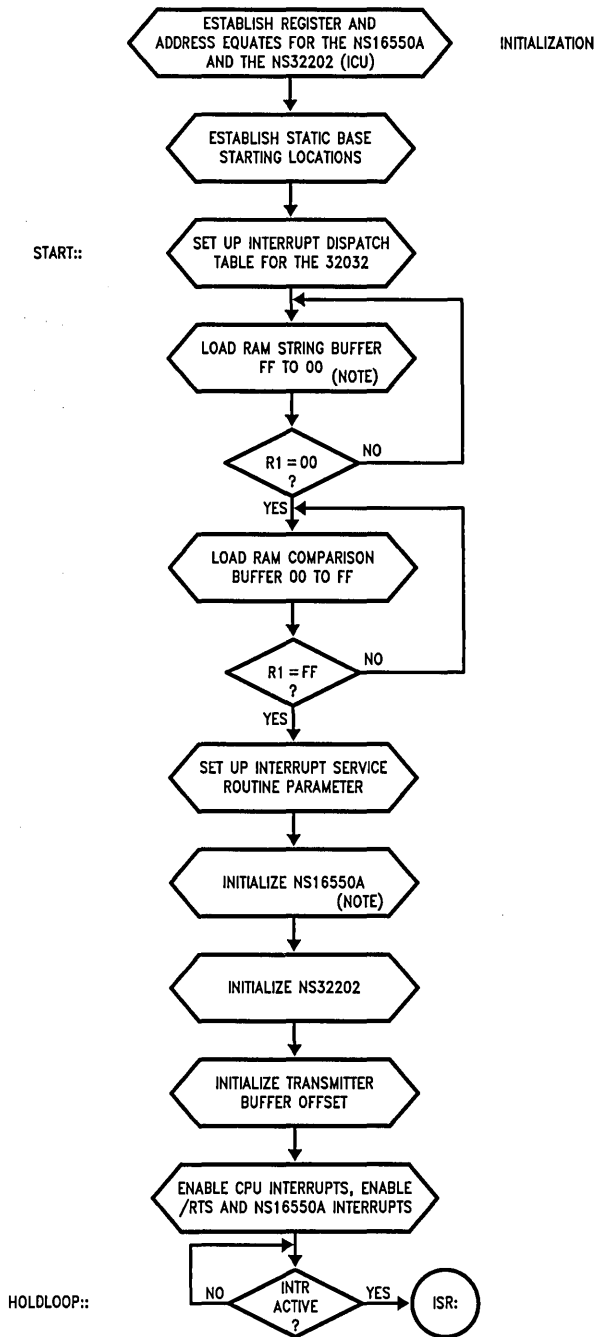 ESTABLISH REGISTER AND
ADDRESS EQUATES FOR THE NS16550A
AND THE NS32202 (ICU)
INITIALIZATION
ESTABLISH STATIC BASE
STARTING LOCATIONS
START::
SET UP INTERRUPT DISPATCH
TABLE FOR THE 32032
LOAD RAM STRING BUFFER
FF TO 00
(NOTE)
R1 = 00
?
NO
YES
LOAD RAM COMPARISON
BUFFER 00 TO FF
R1 = FF
?
NO
YES
SET UP INTERRUPT SERVICE
ROUTINE PARAMETER
INITIALIZE NS16550A
(NOTE)
INITIALIZE NS32202
INITIALIZE TRANSMITTER
BUFFER OFFSET
ENABLE CPU INTERRUPTS, ENABLE
/RTS AND NS16550A INTERRUPTS
HOLDLOOP::
NO
INTR
ACTIVE
?
YES
ISR: